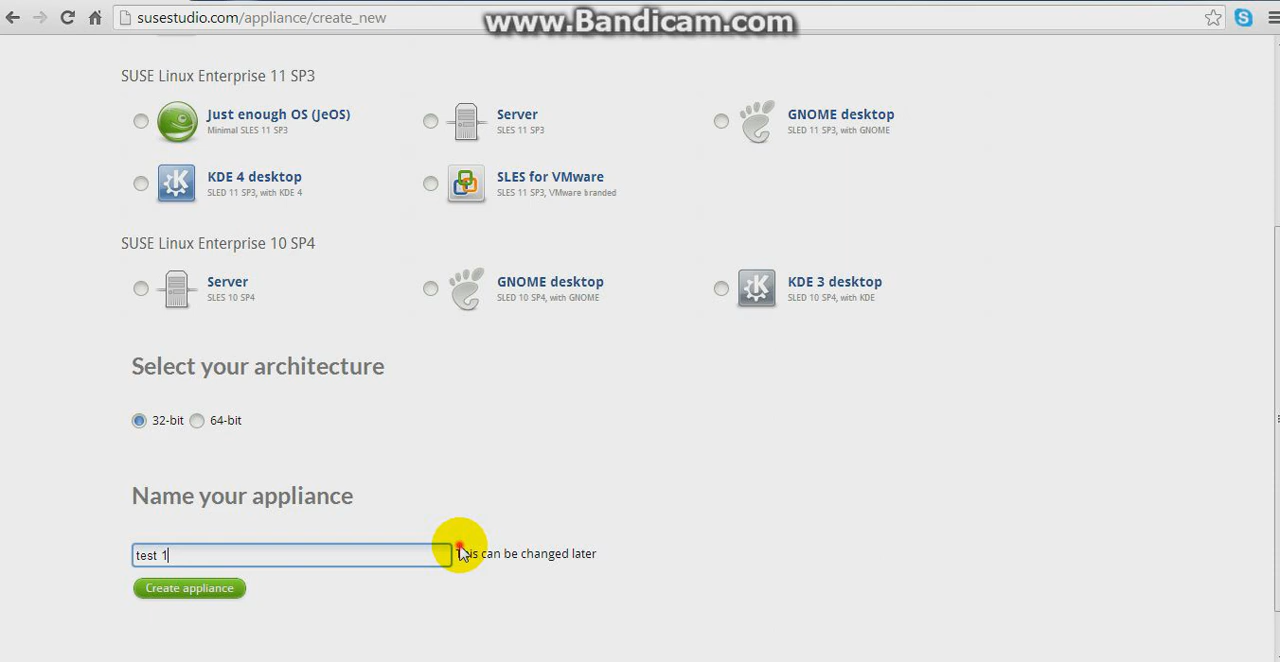 susestudio.com/appliance/create_new
www.Bandicam.com
SUSE Linux Enterprise 11 SP3
Just enough OS (JeOS)
Minimal SLES 11 SP3
Server
SLES 11 SP3
GNOME desktop
SLED 11 SP3, with GNOME
KDE 4 desktop
SLED 11 SP3, with KDE 4
SLES for VMware
SLES 11 SP3, VMware branded
SUSE Linux Enterprise 10 SP4
Server
SLES 10 SP4
GNOME desktop
SLED 10 SP4, with GNOME
KDE 3 desktop
SLED 10 SP4, with KDE
Select your architecture
32-bit
64-bit
Name your appliance
test 1
This can be changed later
Create appliance